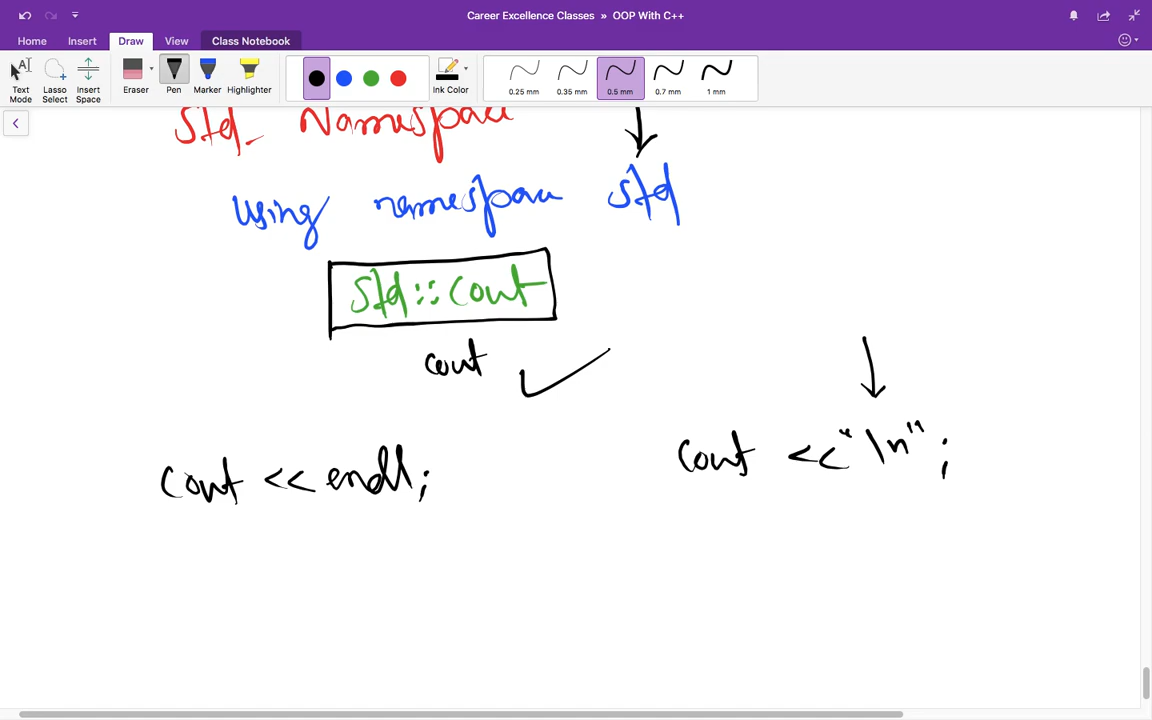 Career Excellence Classes » OOP With C++
Home Insert Draw View Class Notebook
Text Mode Lasso Select Insert Space Eraser Pen Marker Highlighter Ink Color 0.25 mm 0.35 mm 0.5 mm 0.7 mm 1 mm
Std. Namespace
using namespace std
std::cout
cout
cout << endl;
cout << "\n";